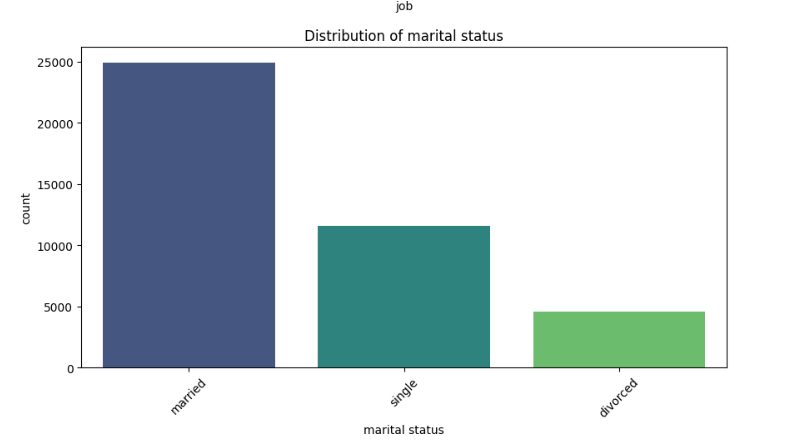 job
Distribution of marital status
25000
20000
15000
10000
5000
0
count
married
single
divorced
marital status